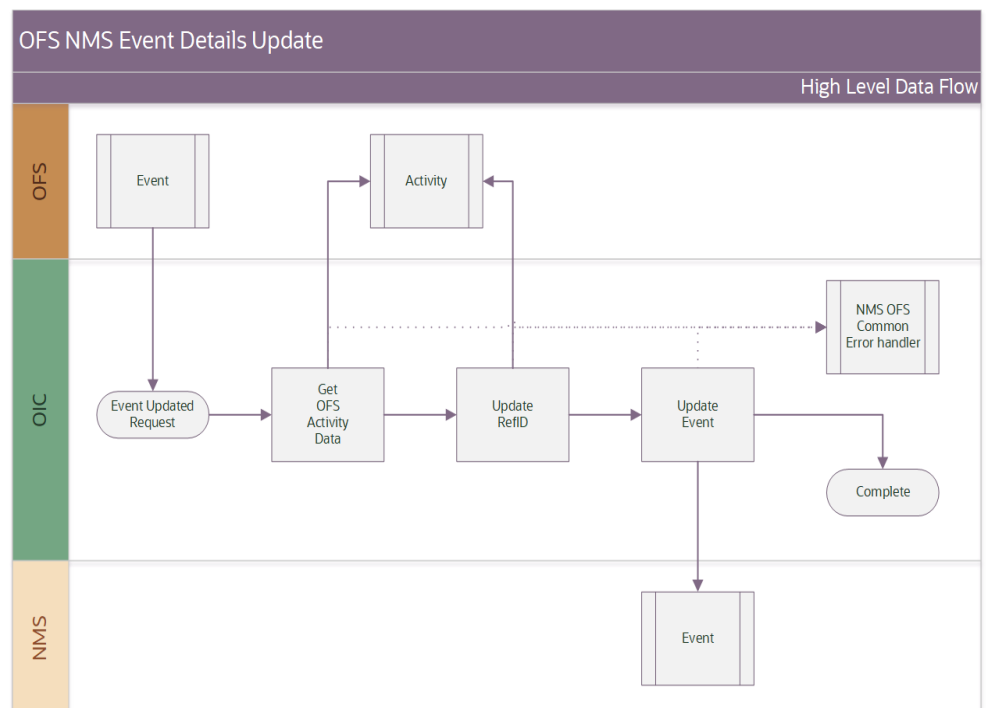 OFS NMS Event Details Update
High Level Data Flow
OFS
Event
Activity
OIC
NMS OFS
Common
Error handler
Event Updated
Request
Get
OFS
Activity
Data
Update
RefID
Update
Event
Complete
NMS
Event